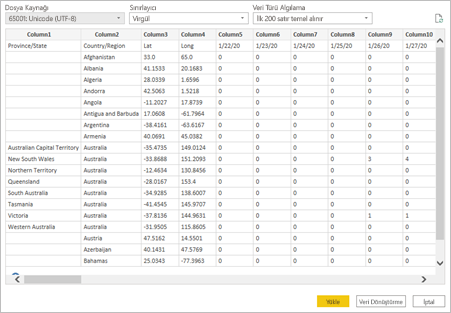 Dosya Kaynağı Sınırlayıcı Veri Türü Algılama
65001: Unicode (UTF-8) Virgül İlk 200 satır temel alınır
Column1 Column2 Column3 Column4 Column5 Column6 Column7 Column8 Column9 Column10
Province/State Country/Region Lat Long 1/22/20 1/23/20 1/24/20 1/25/20 1/26/20 1/27/20
Afghanistan 33.0 65.0 0 0 0 0 0 0
Albania 41.1533 20.1683 0 0 0 0 0 0
Algeria 28.0339 1.6596 0 0 0 0 0 0
Andorra 42.5063 1.5218 0 0 0 0 0 0
Angola -11.2027 17.8739 0 0 0 0 0 0
Antigua and Barbuda 17.0608 -61.7964 0 0 0 0 0 0
Argentina -38.4161 -63.6167 0 0 0 0 0 0
Armenia 40.0691 45.0382 0 0 0 0 0 0
Australian Capital Territory Australia -35.4735 149.0124 0 0 0 0 0 0
New South Wales Australia -33.8688 151.2093 0 0 0 0 3 4
Northern Territory Australia -12.4634 130.8456 0 0 0 0 0 0
Queensland Australia -28.0167 153.4 0 0 0 0 0 0
South Australia Australia -34.9285 138.6007 0 0 0 0 0 0
Tasmania Australia -41.4545 145.9707 0 0 0 0 0 0
Victoria Australia -37.8136 144.9631 0 0 0 0 1 1
Western Australia Australia -31.9505 115.8605 0 0 0 0 0 0
Austria 47.5162 14.5501 0 0 0 0 0 0
Azerbaijan 40.1431 47.5769 0 0 0 0 0 0
Bahamas 25.0343 -77.3963 0 0 0 0 0 0
Yükle Veri Dönüştürme İptal